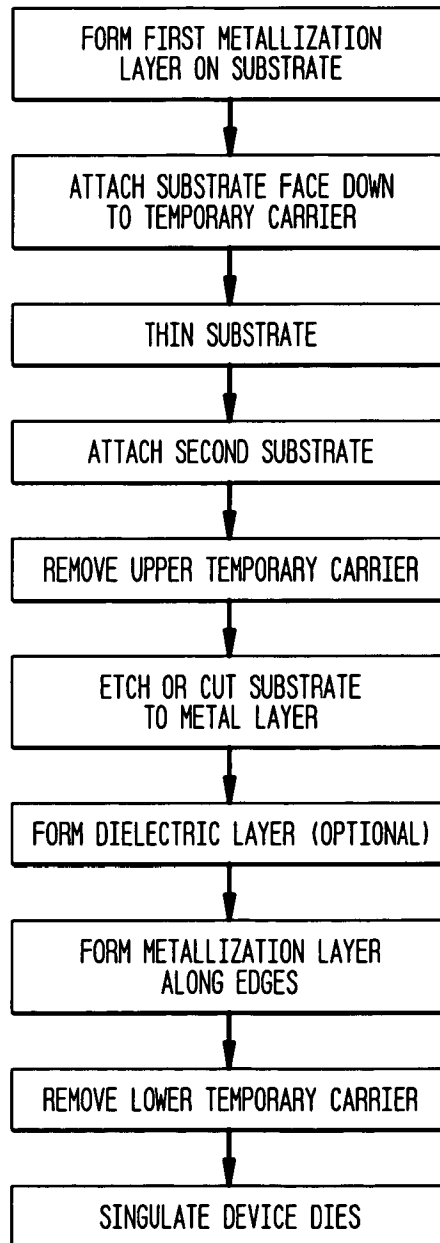 FORM FIRST METALLIZATION
LAYER ON SUBSTRATE
ATTACH SUBSTRATE FACE DOWN
TO TEMPORARY CARRIER
THIN SUBSTRATE
ATTACH SECOND SUBSTRATE
REMOVE UPPER TEMPORARY CARRIER
ETCH OR CUT SUBSTRATE
TO METAL LAYER
FORM DIELECTRIC LAYER (OPTIONAL)
FORM METALLIZATION LAYER
ALONG EDGES
REMOVE LOWER TEMPORARY CARRIER
SINGULATE DEVICE DIES